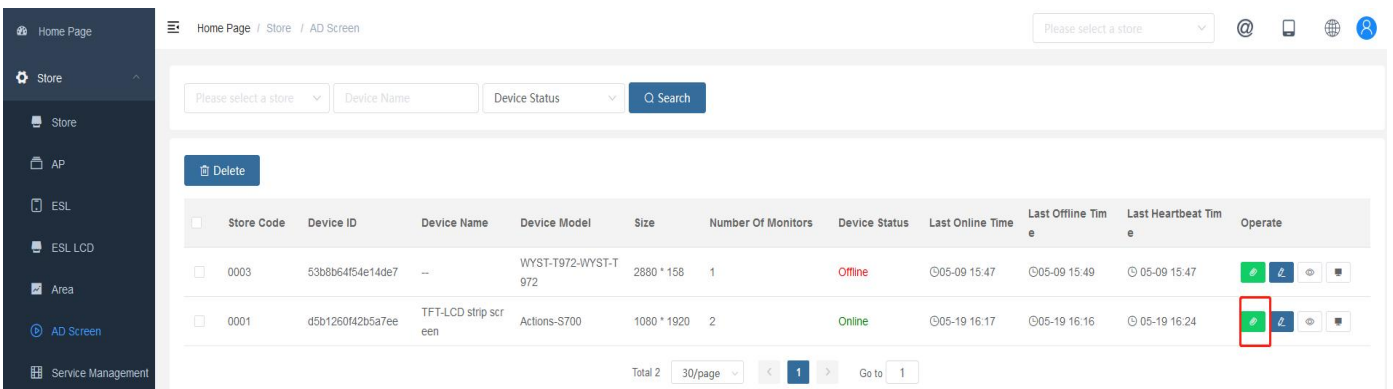 Home Page
Home Page / Store / AD Screen
Please select a store
@
Store
Please select a store
Device Name
Device Status
Search
Store
AP
Delete
ESL
Store Code
Device ID
Device Name
Device Model
Size
Number Of Monitors
Device Status
Last Online Time
Last Offline Tim
e
Last Heartbeat Tim
e
Operate
ESL LCD
0003
53b8b64f54e14de7
--
WYST-T972-WYST-T
972
2880 * 158
1
Offline
05-09 15:47
05-09 15:49
05-09 15:47
Area
AD Screen
0001
d5b1260f42b5a7ee
TFT-LCD strip scr
een
Actions-S700
1080 * 1920
2
Online
05-19 16:17
05-19 16:16
05-19 16:24
Service Management
Total 2
30/page
<
1
>
Go to
1